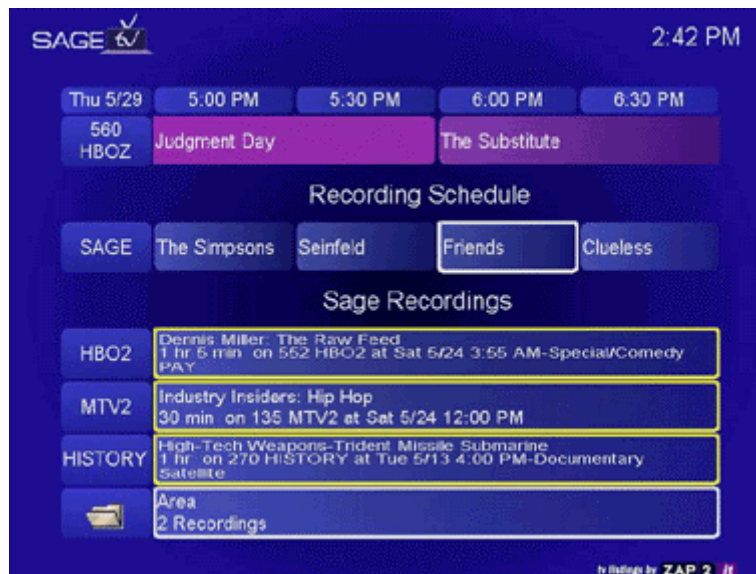 SAGE tv
2:42 PM
Thu 5/29 5:00 PM 5:30 PM 6:00 PM 6:30 PM
560 HBOZ Judgment Day The Substitute
Recording Schedule
SAGE The Simpsons Seinfeld Friends Clueless
Sage Recordings
HBO2
Dennis Miller: The Raw Feed
1 hr 5 min on 552 HBO2 at Sat 5/24 3:55 AM-Special/Comedy
PAY
MTV2
Industry Insiders: Hip Hop
30 min on 135 MTV2 at Sat 5/24 12:00 PM
HISTORY
High-Tech Weapons-Trident Missile Submarine
1 hr on 270 HISTORY at Tue 5/13 4:00 PM-Documentary
Satellite
Area
2 Recordings
tv listings by ZAP 2 it